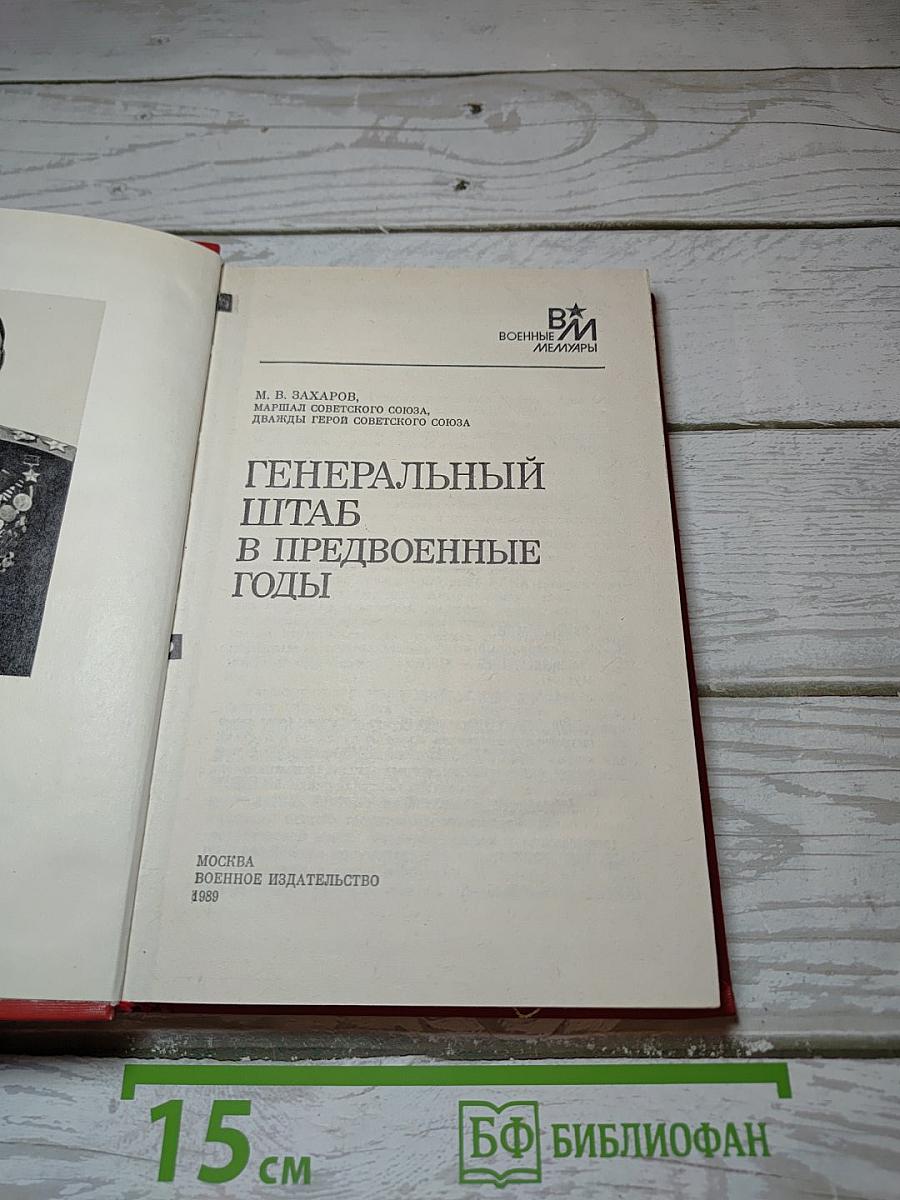 ВМ
ВОЕННЫЕ
МЕМУАРЫ
М. В. ЗАХАРОВ,
МАРШАЛ СОВЕТСКОГО СОЮЗА,
ДВАЖДЫ ГЕРОЙ СОВЕТСКОГО СОЮЗА
ГЕНЕРАЛЬНЫЙ
ШТАБ
В ПРЕДВОЕННЫЕ
ГОДЫ
МОСКВА
ВОЕННОЕ ИЗДАТЕЛЬСТВО
1989
15 см
БФ БИБЛИОФАН